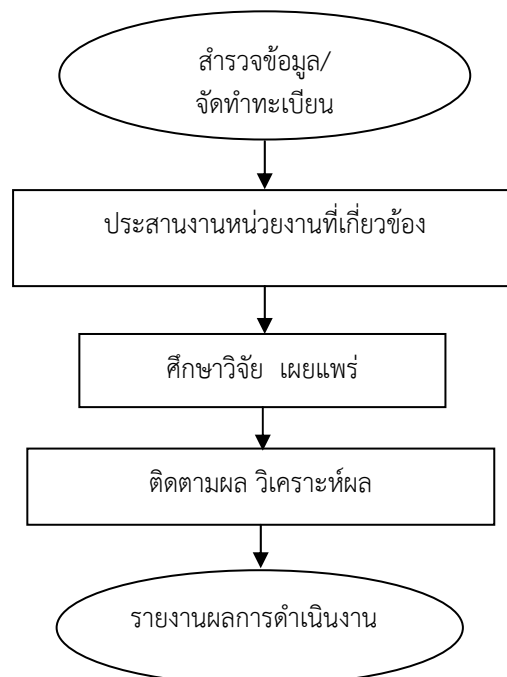 สำรวจข้อมูล/
จัดทำทะเบียน
ประสานงานหน่วยงานที่เกี่ยวข้อง
ศึกษาวิจัย เผยแพร่
ติดตามผล วิเคราะห์ผล
รายงานผลการดำเนินงาน